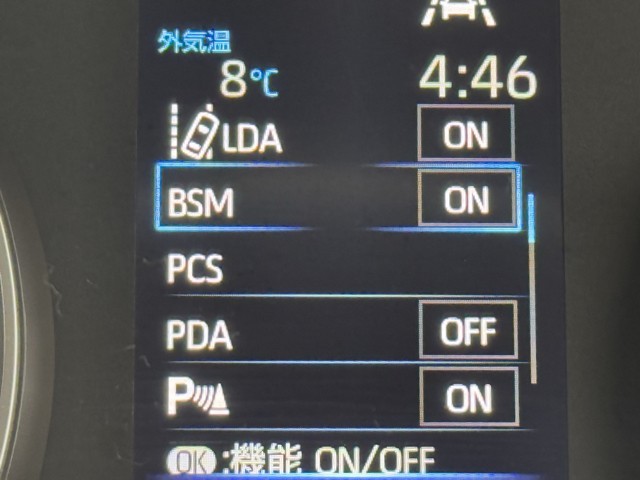 外気温
8℃ 4:46
LDA ON
BSM ON
PCS
PDA OFF
P ON
OK:機能 ON/OFF